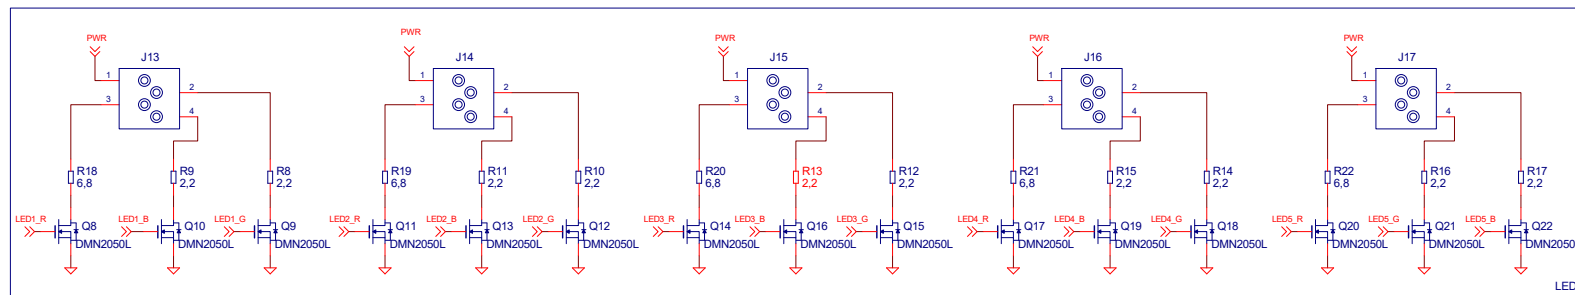 PWR PWR PWR PWR PWR
J13 J14 J15 J16 J17
1 1 1 1 1
2 2 2 2 2
3 3 3 3 3
4 4 4 4 4
R18 R9 R8 R19 R11 R10 R20 R13 R12 R21 R15 R14 R22 R16 R17
6,8 2,2 2,2 6,8 2,2 2,2 6,8 2,2 2,2 6,8 2,2 2,2 6,8 2,2 2,2
LED1_R LED1_B LED1_G LED2_R LED2_B LED2_G LED3_R LED3_B LED3_G LED4_R LED4_B LED4_G LED5_R LED5_G LED5_B
Q8 Q10 Q9 Q11 Q13 Q12 Q14 Q16 Q15 Q17 Q19 Q18 Q20 Q21 Q22
DMN2050L DMN2050L DMN2050L DMN2050L DMN2050L DMN2050L DMN2050L DMN2050L DMN2050L DMN2050L DMN2050L DMN2050L DMN2050L DMN2050L DMN2050
LED